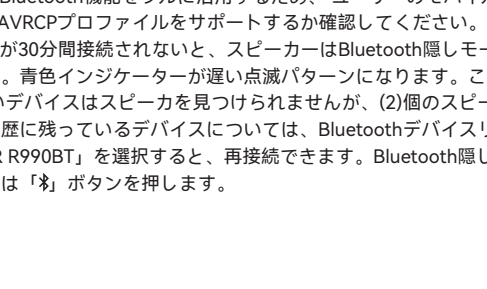 Bluetooth機能をフルに活用するため、ユーザーのモバイル
AVRCPプロファイルをサポートするか確認してください。
が30分間接続されないと、スピーカーはBluetooth隠しモー
。青色インジケーターが遅い点滅パターンになります。こ
いデバイスはスピーカを見つけられませんが、(2)個のスピー
歴に残っているデバイスについては、Bluetoothデバイスリ
R990BT」を選択すると、再接続できます。Bluetooth隠し
は「」ボタンを押します。